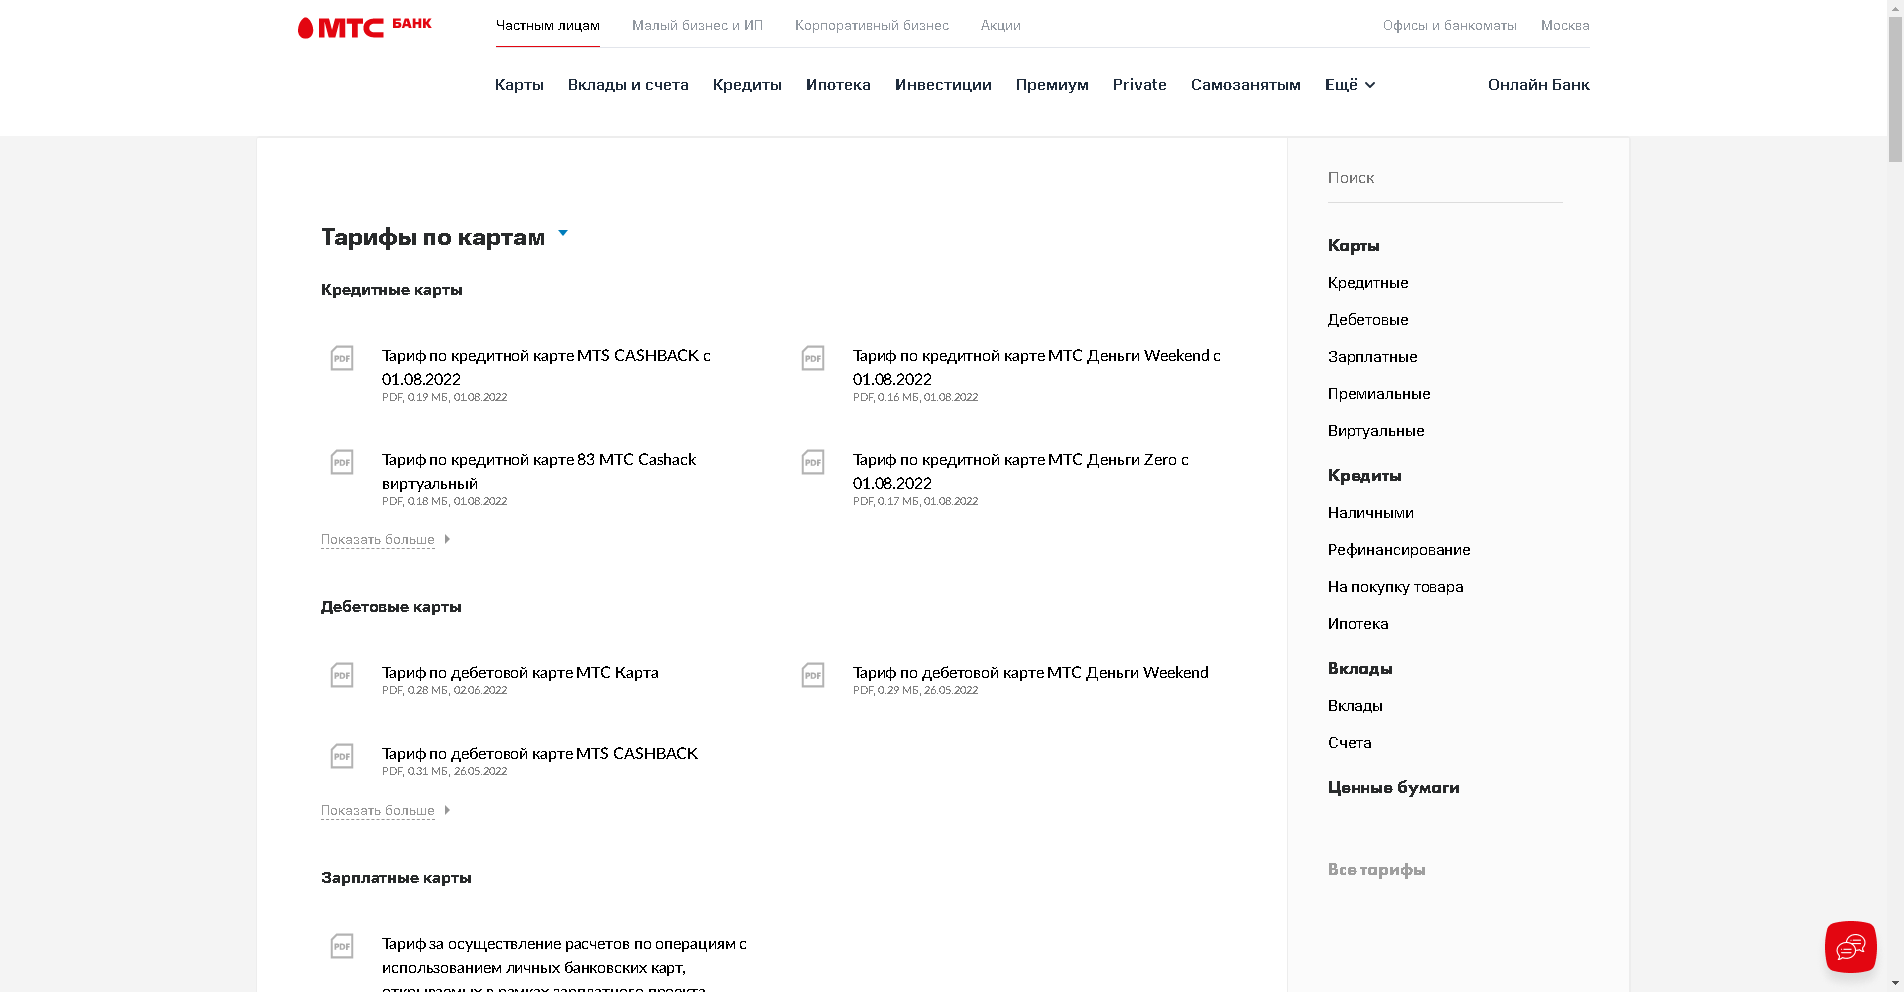 МТС БАНК
Частным лицам Малый бизнес и ИП Корпоративный бизнес Акции Офисы и банкоматы Москва
Карты Вклады и счета Кредиты Ипотека Инвестиции Премиум Private Самозанятым Ещё Онлайн Банк
Тарифы по картам
Кредитные карты
PDF
Тариф по кредитной карте MTS CASHBACK с
01.08.2022
PDF, 0.19 МБ, 01.08.2022
PDF
Тариф по кредитной карте МТС Деньги Weekend с
01.08.2022
PDF, 0.16 МБ, 01.08.2022
PDF
Тариф по кредитной карте 83 МТС Cashack
виртуальный
PDF, 0.18 МБ, 01.08.2022
PDF
Тариф по кредитной карте МТС Деньги Zero с
01.08.2022
PDF, 0.17 МБ, 01.08.2022
Показать больше
Дебетовые карты
PDF
Тариф по дебетовой карте МТС Карта
PDF, 0.28 МБ, 02.06.2022
PDF
Тариф по дебетовой карте МТС Деньги Weekend
PDF, 0.29 МБ, 26.05.2022
PDF
Тариф по дебетовой карте MTS CASHBACK
PDF, 0.31 МБ, 26.05.2022
Показать больше
Зарплатные карты
PDF
Тариф за осуществление расчетов по операциям с
использованием личных банковских карт,
открываемых в рамках зарплатного проекта
Поиск
Карты
Кредитные
Дебетовые
Зарплатные
Премиальные
Виртуальные
Кредиты
Наличными
Рефинансирование
На покупку товара
Ипотека
Вклады
Вклады
Счета
Ценные бумаги
Все тарифы